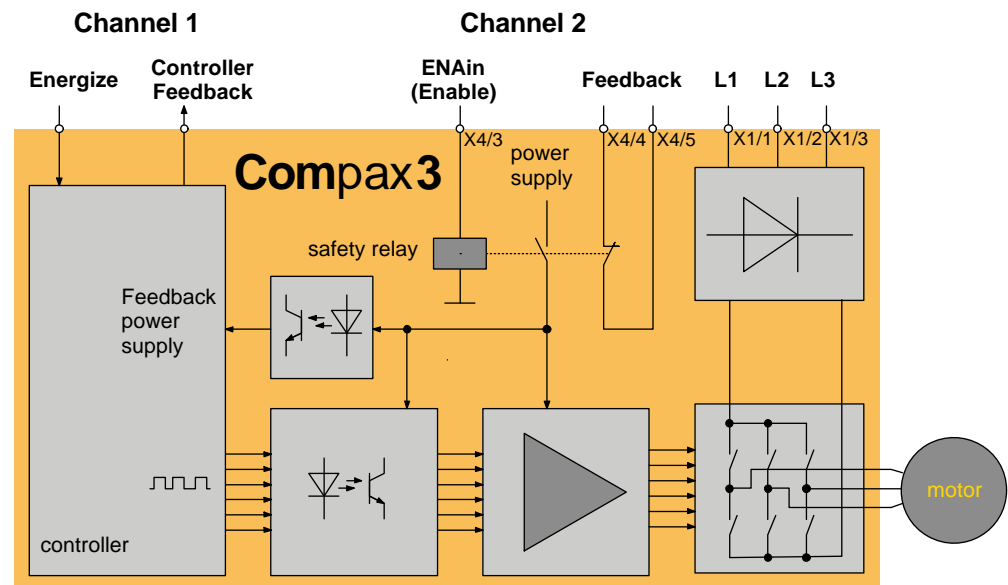 Channel 1
Channel 2
Energize
Controller
Feedback
ENAin
(Enable)
Feedback
L1
L2
L3
X4/3
X4/4
X4/5
X1/1
X1/2
X1/3
Compax3
power
supply
safety relay
Feedback
power
supply
controller
motor